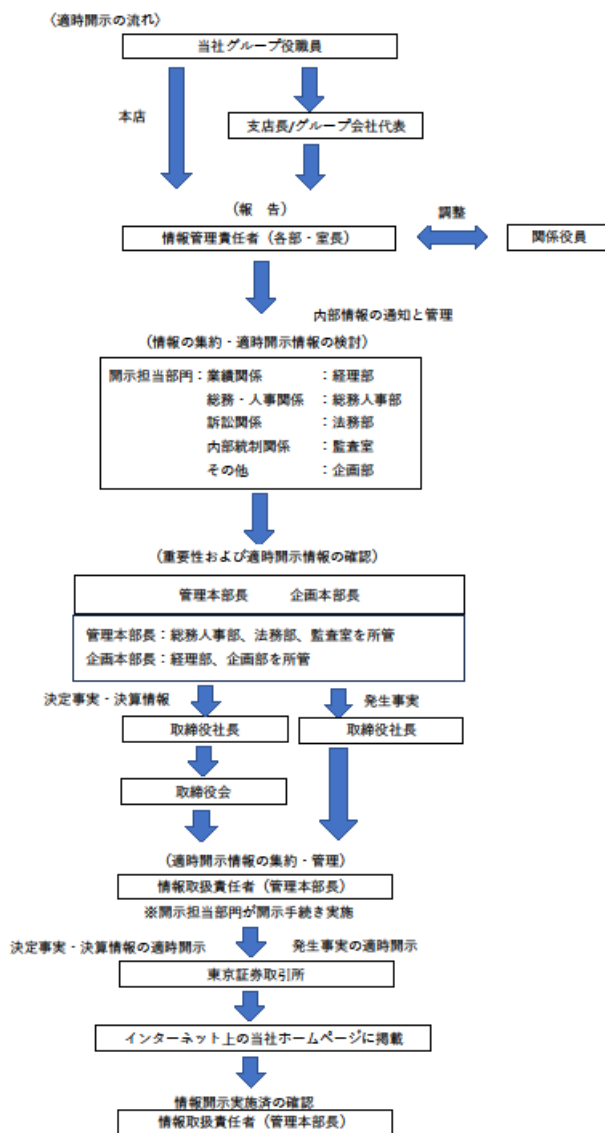 （適時開示の流れ）
当社グループ役職員
本店
支店長/グループ会社代表
（報　告）
調整
情報管理責任者（各部・室長）
関係役員
内部情報の通知と管理
（情報の集約・適時開示情報の検討）
開示担当部門：業績関係　：経理部
総務・人事関係　：総務人事部
訴訟関係　：法務部
内部統制関係　：監査室
その他　：企画部
（重要性および適時開示情報の確認）
管理本部長　　企画本部長
管理本部長：総務人事部、法務部、監査室を所管
企画本部長：経理部、企画部を所管
決定事実・決算情報
発生事実
取締役社長
取締役社長
取締役会
（適時開示情報の集約・管理）
情報取扱責任者（管理本部長）
※開示担当部門が開示手続き実施
決定事実・決算情報の適時開示
発生事実の適時開示
東京証券取引所
インターネット上の当社ホームページに掲載
情報開示実施済の確認
情報取扱責任者（管理本部長）